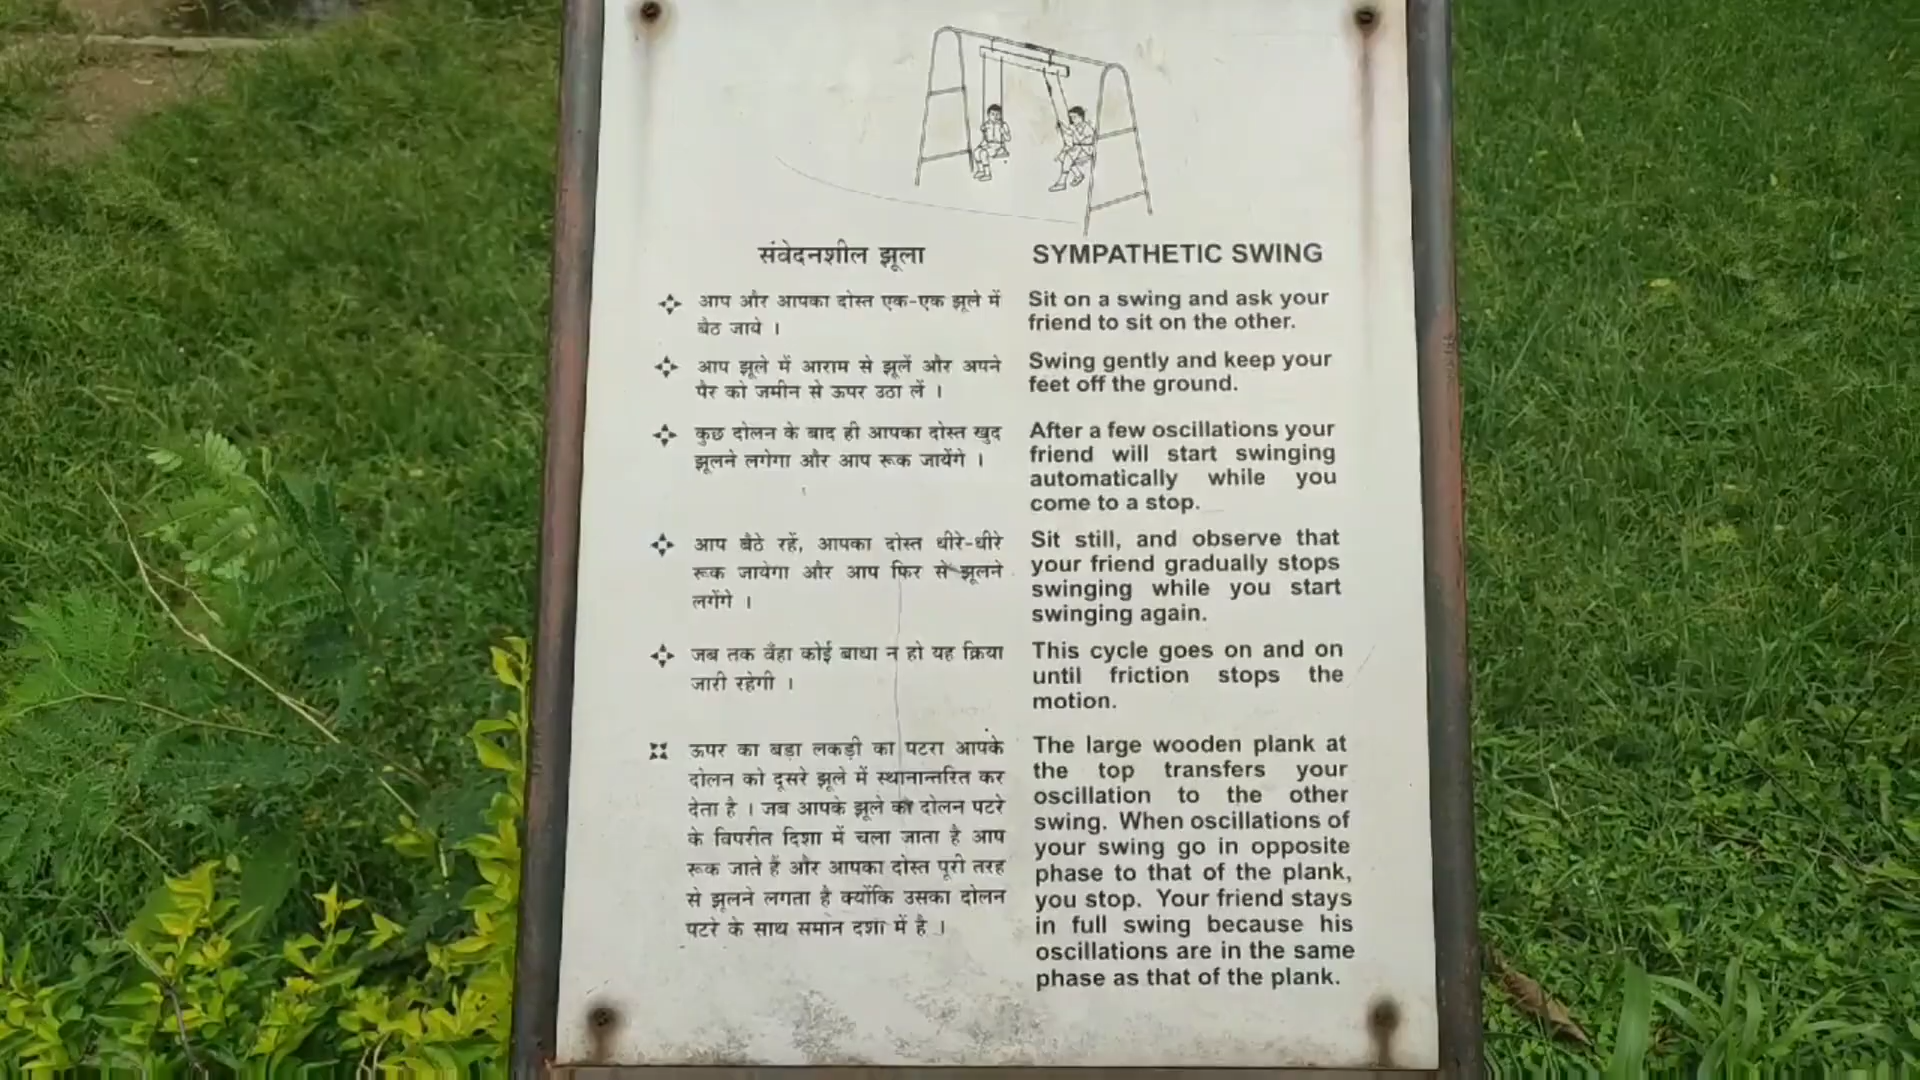 संवेदनशील झूला
आप और आपका दोस्त एक-एक झूले में
बैठ जाये ।
आप झूले में आराम से झूलें और अपने
पैर को जमीन से ऊपर उठा लें ।
कुछ दोलन के बाद ही आपका दोस्त खुद
झूलने लगेगा और आप रूक जायेंगे ।
आप बैठे रहें, आपका दोस्त धीरे-धीरे
रूक जायेगा और आप फिर से झूलने
लगेंगे ।
जब तक वँहा कोई बाधा न हो यह क्रिया
जारी रहेगी ।
ऊपर का बड़ा लकड़ी का पटरा आपके
दोलन को दूसरे झूले में स्थानान्तरित कर
देता है । जब आपके झूले का दोलन पटरे
के विपरीत दिशा में चला जाता है आप
रूक जाते हैं और आपका दोस्त पूरी तरह
से झूलने लगता है क्योंकि उसका दोलन
पटरे के साथ समान दशा में है ।
SYMPATHETIC SWING
Sit on a swing and ask your
friend to sit on the other.
Swing gently and keep your
feet off the ground.
After a few oscillations your
friend will start swinging
automatically while you
come to a stop.
Sit still, and observe that
your friend gradually stops
swinging while you start
swinging again.
This cycle goes on and on
until friction stops the
motion.
The large wooden plank at
the top transfers your
oscillation to the other
swing. When oscillations of
your swing go in opposite
phase to that of the plank,
you stop. Your friend stays
in full swing because his
oscillations are in the same
phase as that of the plank.